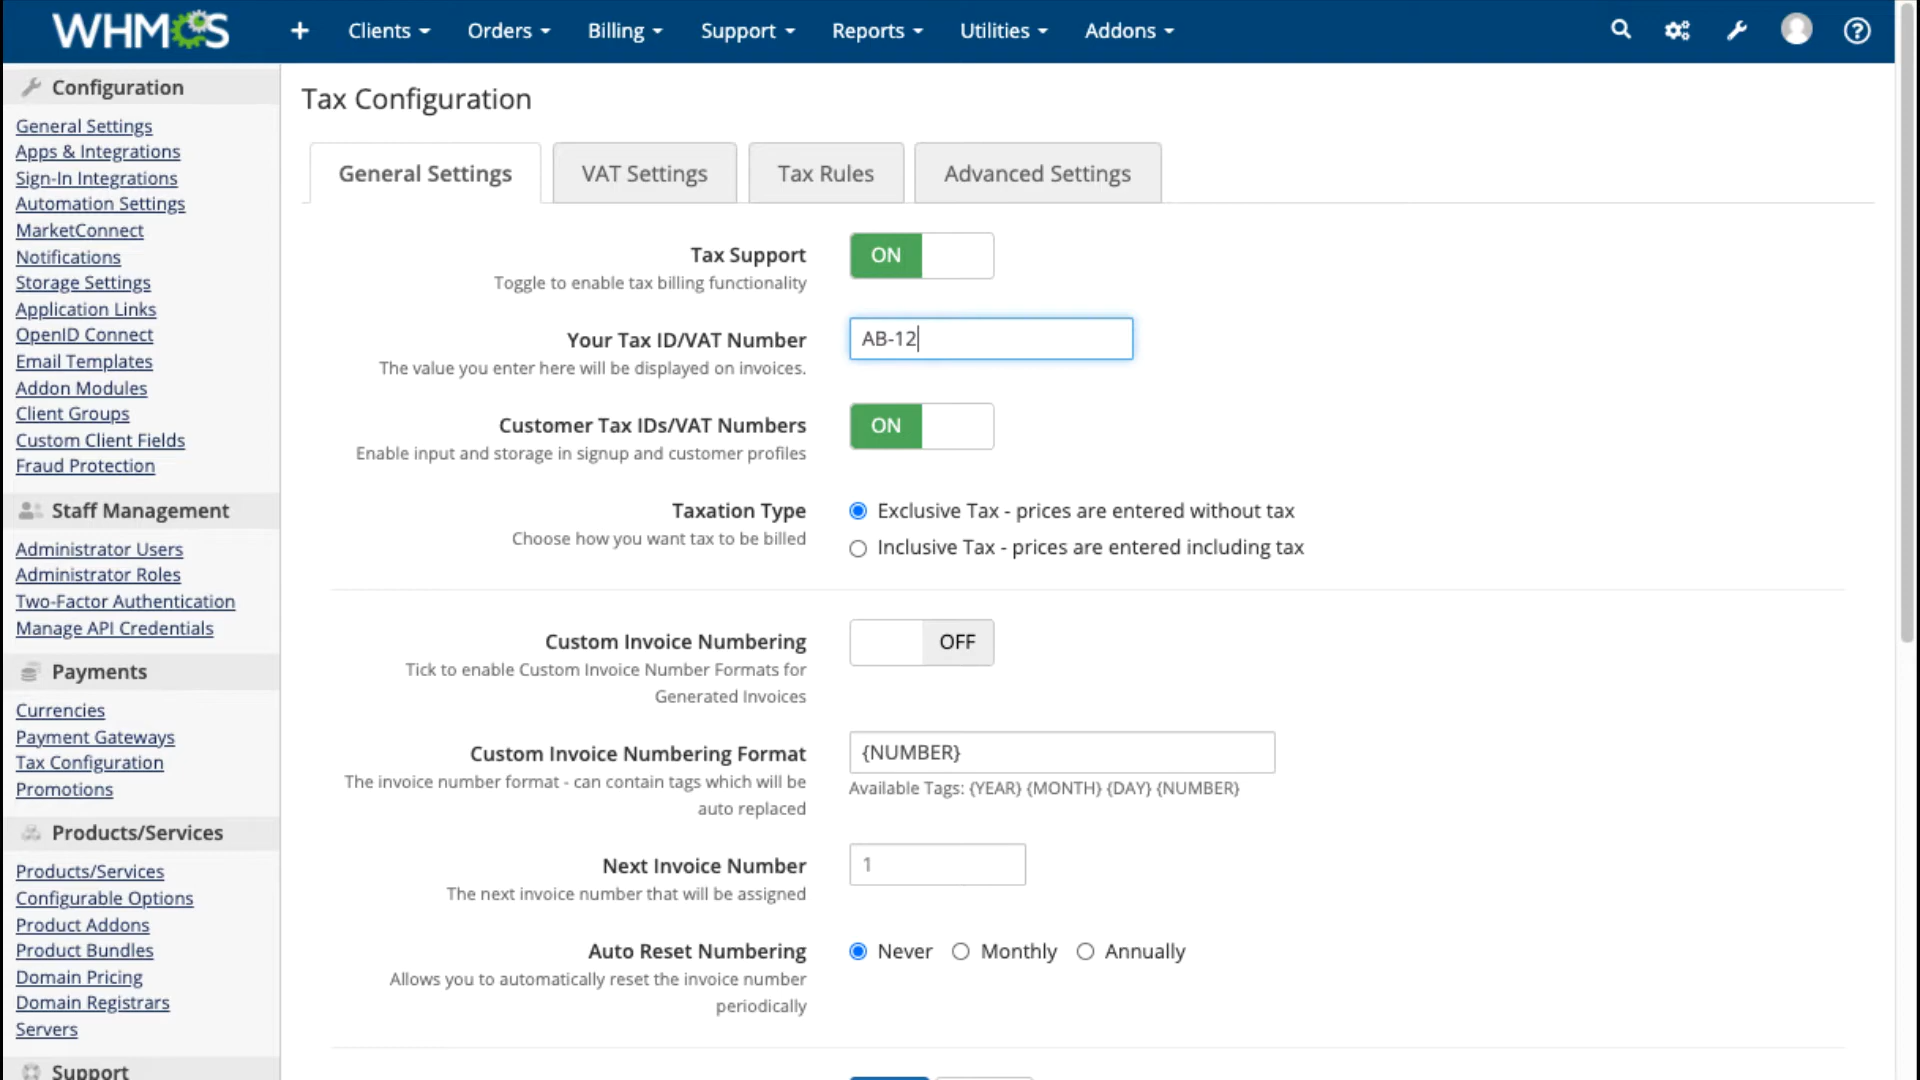 WHMCS
+ Clients Orders Billing Support Reports Utilities Addons
Configuration
General Settings
Apps & Integrations
Sign-In Integrations
Automation Settings
MarketConnect
Notifications
Storage Settings
Application Links
OpenID Connect
Email Templates
Addon Modules
Client Groups
Custom Client Fields
Fraud Protection
Staff Management
Administrator Users
Administrator Roles
Two-Factor Authentication
Manage API Credentials
Payments
Currencies
Payment Gateways
Tax Configuration
Promotions
Products/Services
Products/Services
Configurable Options
Product Addons
Product Bundles
Domain Pricing
Domain Registrars
Servers
Support
Tax Configuration
General Settings VAT Settings Tax Rules Advanced Settings
Tax Support ON
Toggle to enable tax billing functionality
Your Tax ID/VAT Number AB-12
The value you enter here will be displayed on invoices.
Customer Tax IDs/VAT Numbers ON
Enable input and storage in signup and customer profiles
Taxation Type Exclusive Tax - prices are entered without tax
Choose how you want tax to be billed
Inclusive Tax - prices are entered including tax
Custom Invoice Numbering OFF
Tick to enable Custom Invoice Number Formats for
Generated Invoices
Custom Invoice Numbering Format {NUMBER}
The invoice number format - can contain tags which will be
auto replaced
Available Tags: {YEAR} {MONTH} {DAY} {NUMBER}
Next Invoice Number 1
The next invoice number that will be assigned
Auto Reset Numbering Never Monthly Annually
Allows you to automatically reset the invoice number
periodically